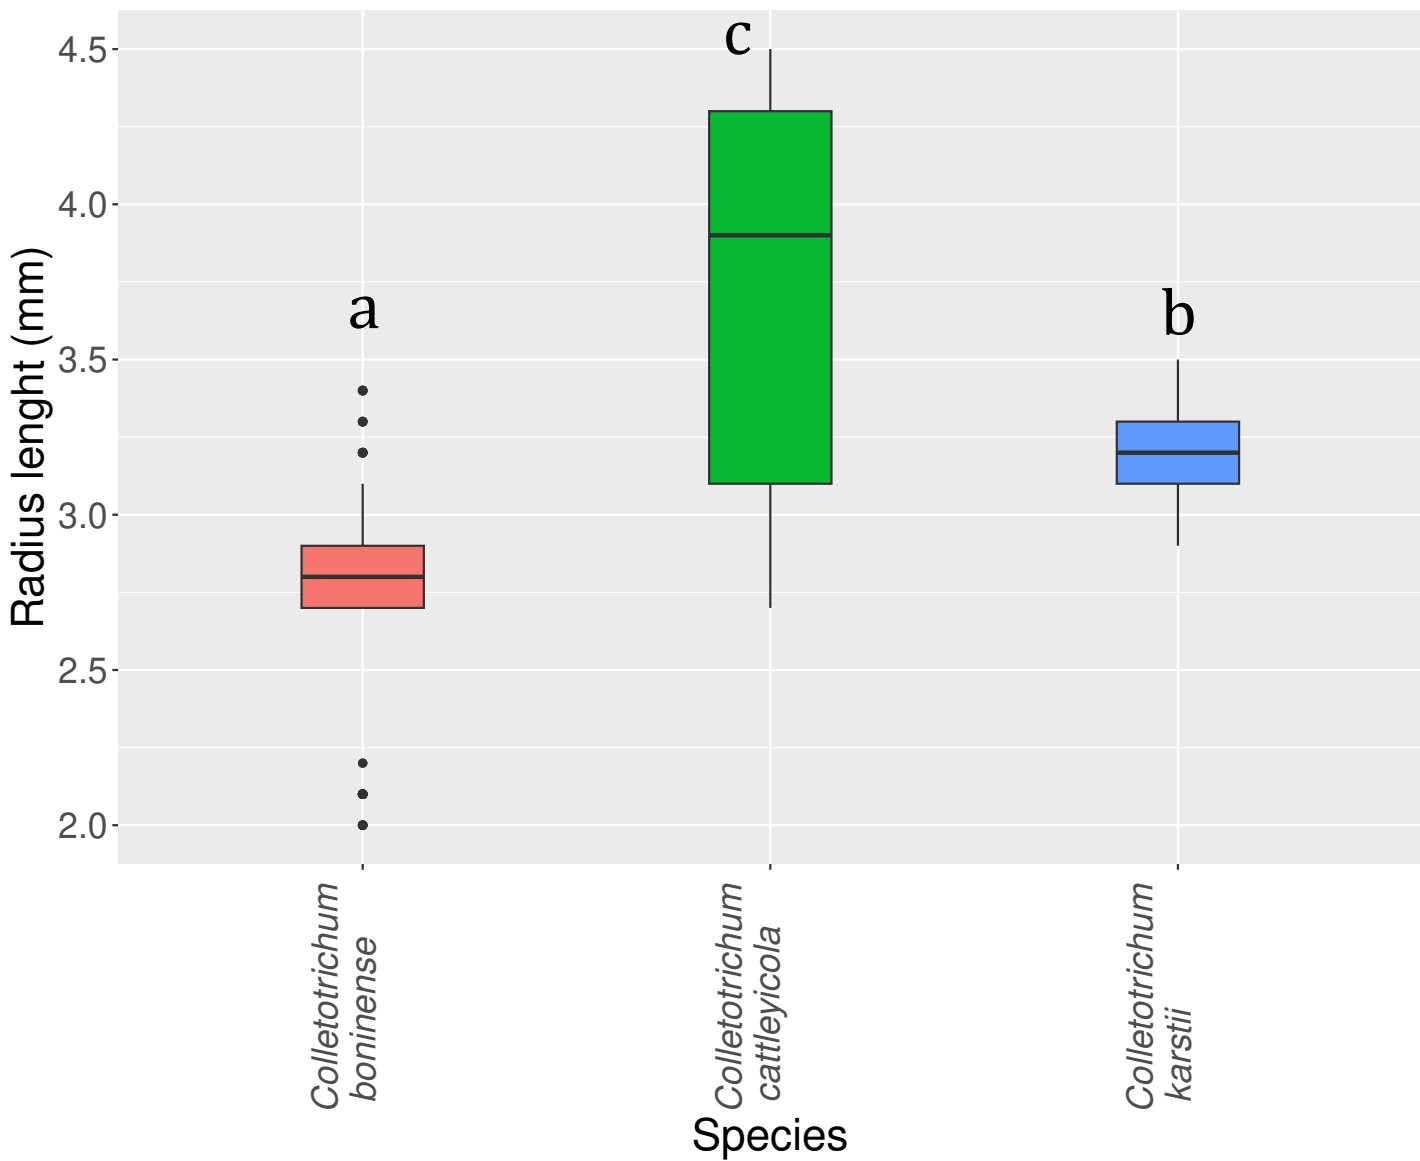 Radius lenght (mm)
4.5
4.0
3.5
3.0
2.5
2.0
a
c
b
Colletotrichum
boninense
Colletotrichum
cattleyicola
Colletotrichum
karstii
Species